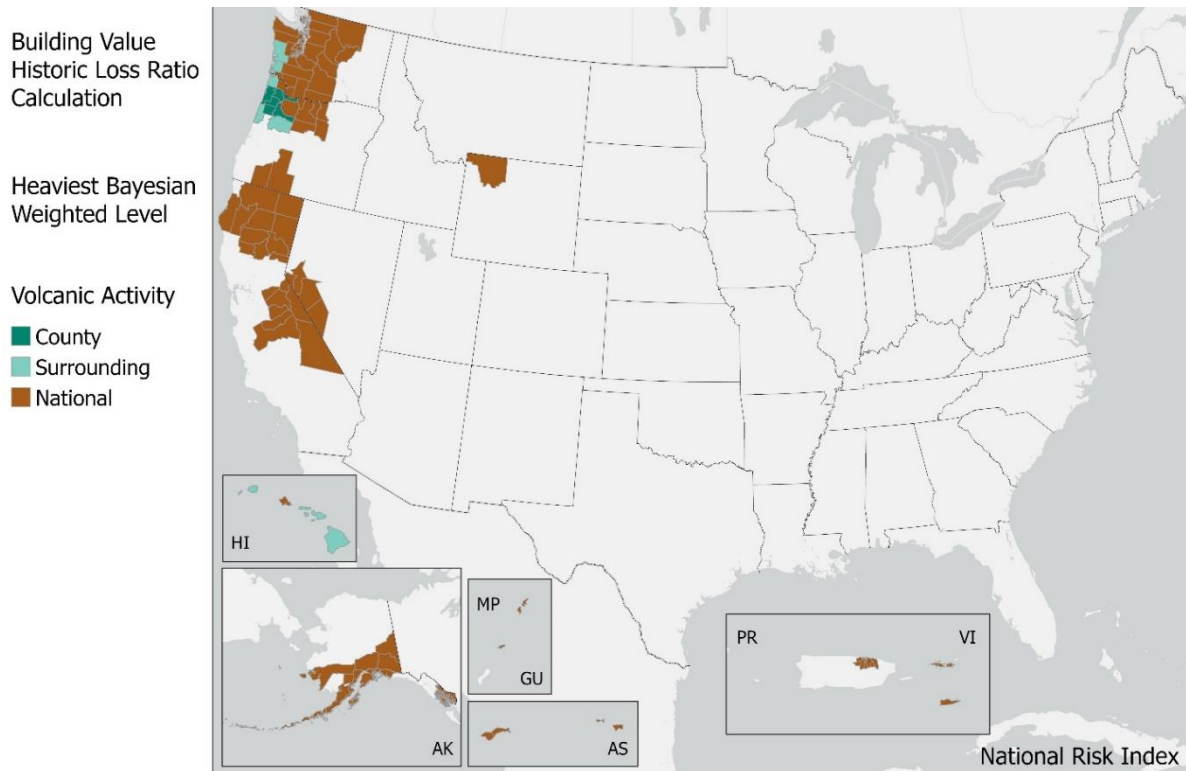 Building Value
Historic Loss Ratio
Calculation
Heaviest Bayesian
Weighted Level
Volcanic Activity
County
Surrounding
National
HI
AK
MP
GU
AS
PR
VI
National Risk Index